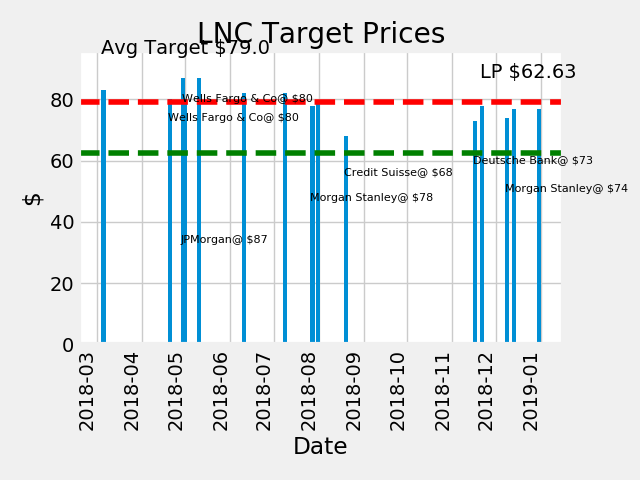 LNC Target Prices
Avg Target $79.0
LP $62.63
Wells Fargo & Co@ $80
Wells Fargo & Co@ $80
Deutsche Bank@ $73
Credit Suisse@ $68
Morgan Stanley@ $74
Morgan Stanley@ $78
JPMorgan@ $87
$
80
60
40
20
0
2018-03
2018-04
2018-05
2018-06
2018-07
2018-08
2018-09
2018-10
2018-11
2018-12
2019-01
Date